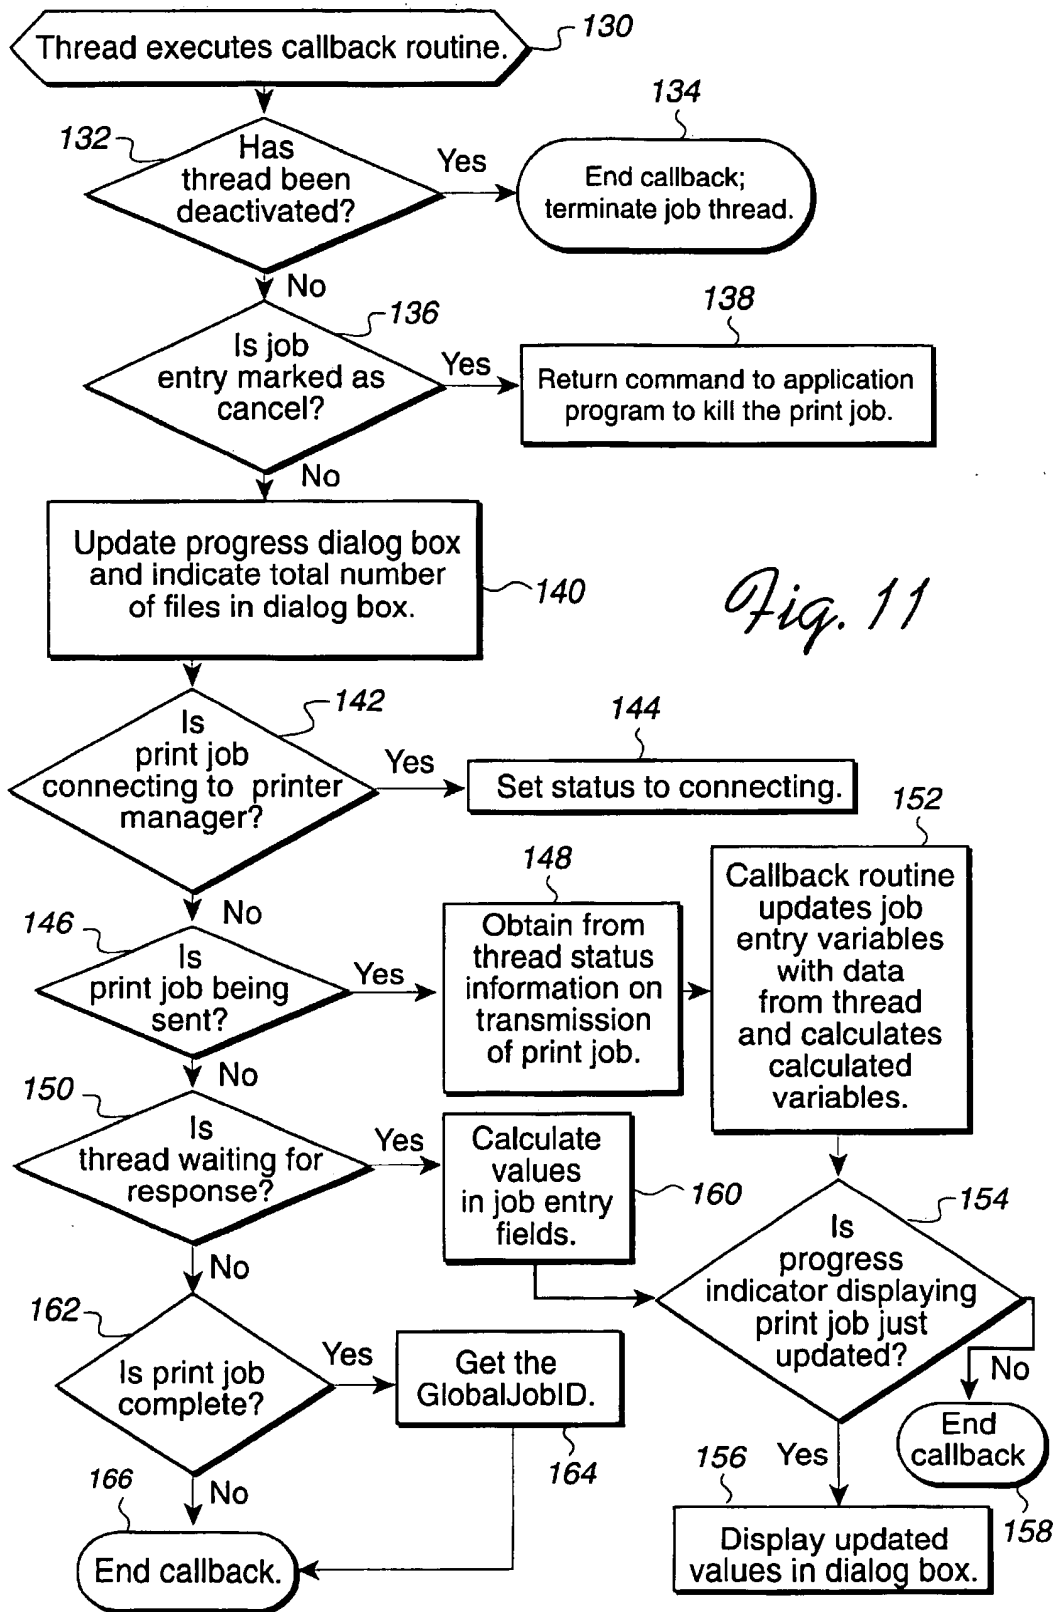 Thread executes callback routine.
130
132
Has
thread been
deactivated?
Yes
134
End callback;
terminate job thread.
No
136
Is job
entry marked as
cancel?
Yes
138
Return command to application
program to kill the print job.
No
Update progress dialog box
and indicate total number
of files in dialog box.
140
Fig. 11
142
Is
print job
connecting to printer
manager?
Yes
144
Set status to connecting.
No
146
Is
print job being
sent?
Yes
148
Obtain from
thread status
information on
transmission
of print job.
152
Callback routine
updates job
entry variables
with data
from thread
and calculates
calculated
variables.
No
150
Is
thread waiting for
response?
Yes
Calculate
values
in job entry
fields.
160
154
Is
progress
indicator displaying
print job just
updated?
No
End
callback
158
Yes
156
Display updated
values in dialog box.
No
162
Is print job
complete?
Yes
Get the
GlobalJobID.
164
No
166
End callback.